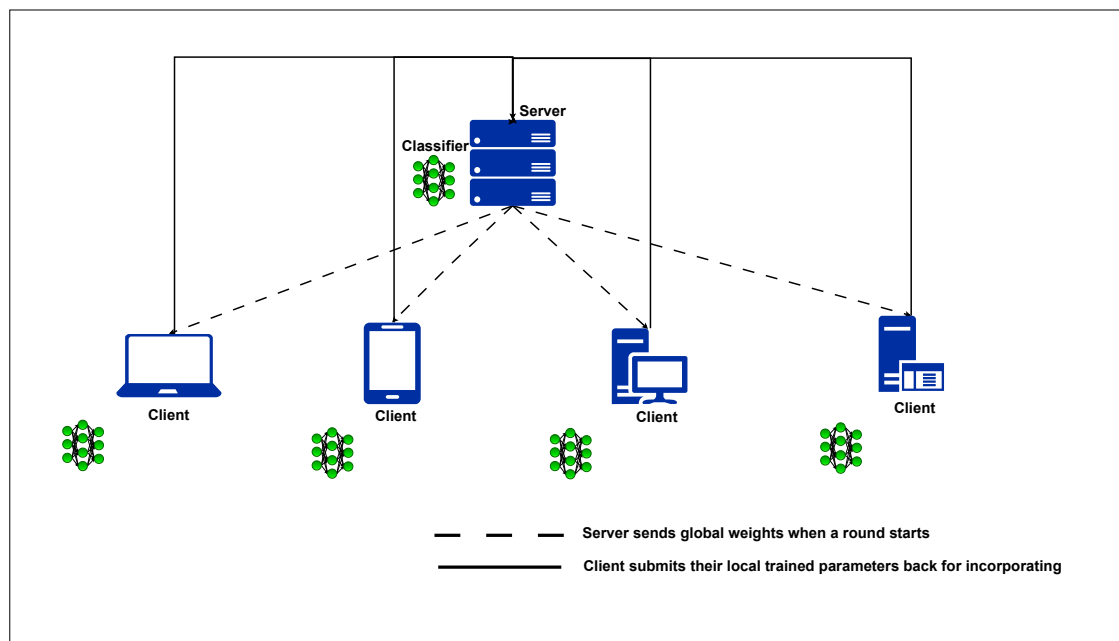 Server
Classifier
Client
Client
Client
Client
Server sends global weights when a round starts
Client submits their local trained parameters back for incorporating